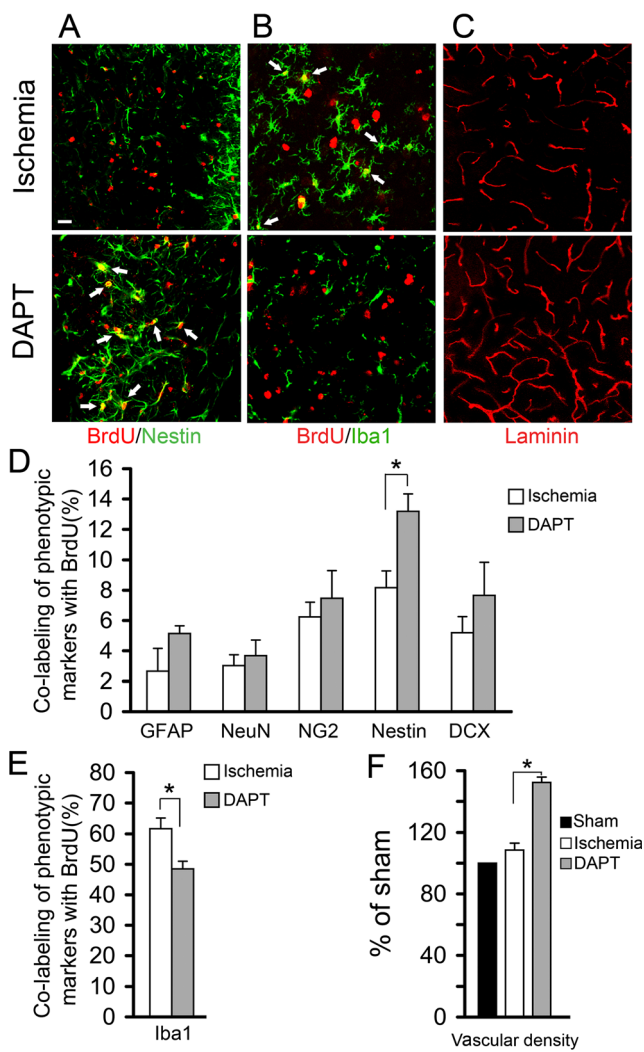 A
B
C
Ischemia
DAPT
BrdU/Nestin
BrdU/Iba1
Laminin
D
Co-labeling of phenotypic
markers with BrdU(%)
16
14
12
10
8
6
4
2
0
*
Ischemia
DAPT
GFAP
NeuN
NG2
Nestin
DCX
E
Co-labeling of phenotypic
markers with BrdU(%)
80
70
60
50
40
30
20
10
0
*
Ischemia
DAPT
Iba1
F
% of sham
160
120
80
40
0
*
Sham
Ischemia
DAPT
Vascular density